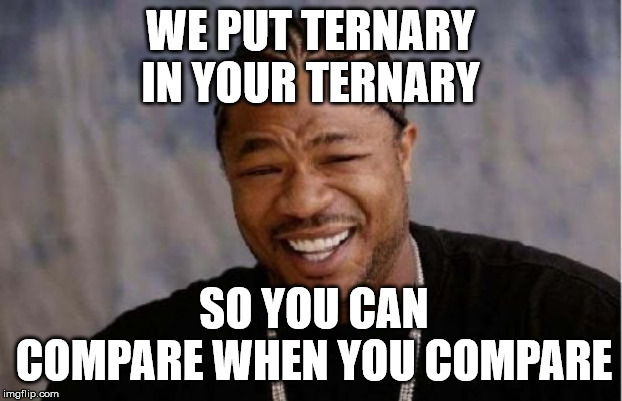 WE PUT TERNARY
IN YOUR TERNARY
SO YOU CAN
COMPARE WHEN YOU COMPARE
imgflip.com